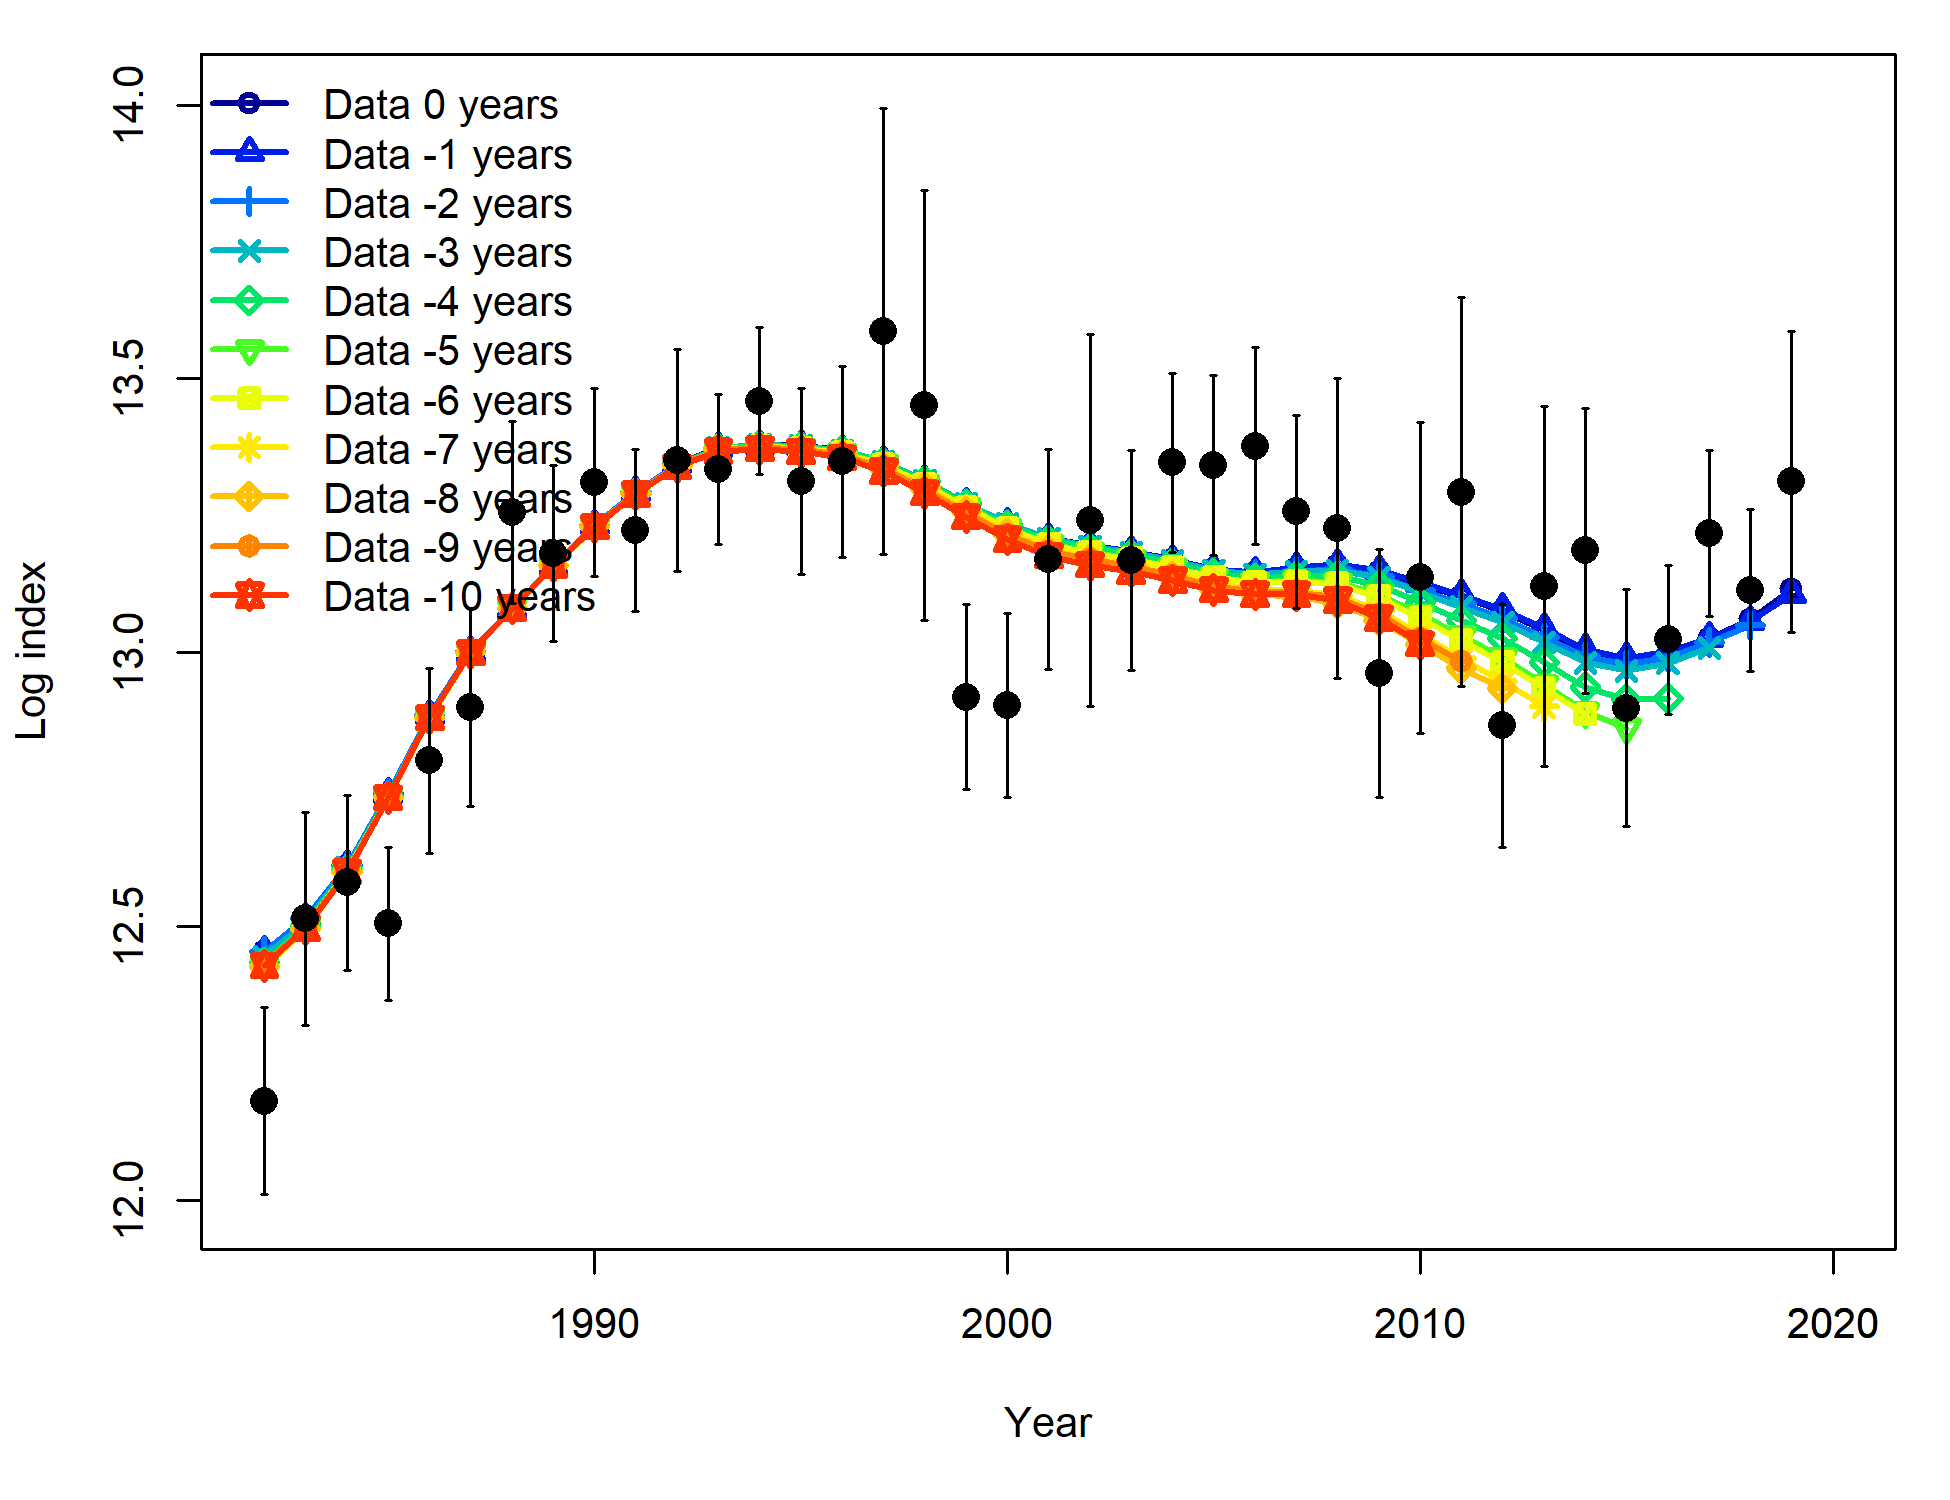 Data 0 years
Data -1 years
Data -2 years
Data -3 years
Data -4 years
Data -5 years
Data -6 years
Data -7 years
Data -8 years
Data -9 years
Data -10 years
14.0
13.5
13.0
12.5
12.0
Log index
1990 2000 2010 2020
Year